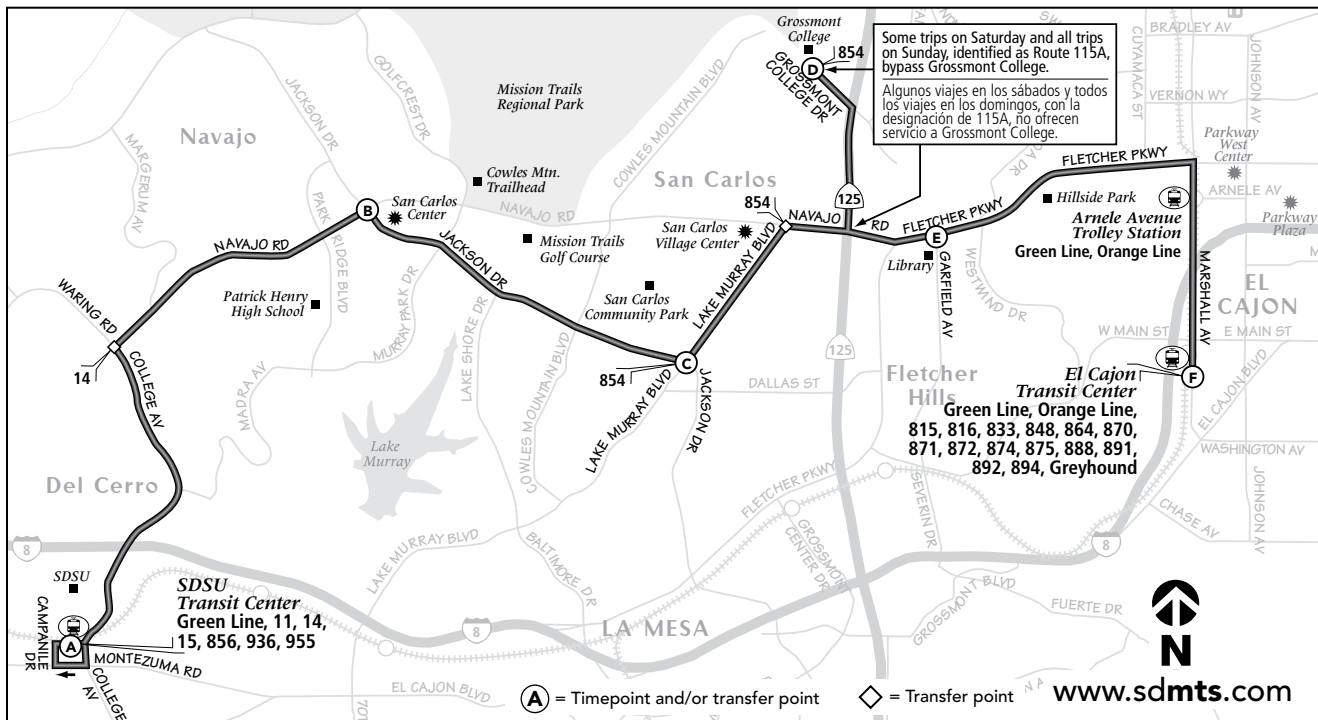 Grossmont
College
854
D
GROSSMONT
COLLEGE DR
Some trips on Saturday and all trips
on Sunday, identified as Route 115A,
bypass Grossmont College.
Algunos viajes en los sábados y todos
los viajes en los domingos, con la
designación de 115A, no ofrecen
servicio a Grossmont College.
CUYAMACA ST
BRADLEY AV
JOHNSON AV
VERNON WY
Parkway
West
Center
ARNELE AV
Parkway
Plaza
Navajo
JACKSON DR
GOLFCREST DR
Mission Trails
Regional Park
COWLES MOUNTAIN BLVD
MARGERUM AV
PARK RIDGE BLVD
Cowles Mtn.
Trailhead
San Carlos
B
San Carlos
Center
NAVAJO RD
NAVAJO RD
JACKSON DR
Mission Trails
Golf Course
San Carlos
Village Center
854
NAVAJO
RD
125
FLETCHER PKWY
FLETCHER PKWY
E
Library
GARFIELD AV
WESTWIND DR
Hillside Park
Arnele Avenue
Trolley Station
Green Line, Orange Line
MARSHALL AV
EL
CAJON
WARING RD
Patrick Henry
High School
MURRAY PARK DR
LAKE SHORE DR
San Carlos
Community Park
LAKE MURRAY BLVD
14
COLLEGE AV
MADRA AV
COWLES MOUNTAIN BLVD
854
C
LAKE MURRAY BLVD
JACKSON DR
DALLAS ST
125
Fletcher
Hills
W MAIN ST
E MAIN ST
F
El Cajon
Transit Center
Green Line, Orange Line,
815, 816, 833, 848, 864, 870,
871, 872, 874, 875, 888, 891,
892, 894, Greyhound
EL CAJON BLVD
WASHINGTON AV
JOHNSON AV
CHASE AV
Lake
Murray
Del Cerro
FLETCHER PKWY
SEVERIN DR
GROSSMONT
CENTER DR
8
8
8
LAKE MURRAY BLVD
BALTIMORE DR
SDSU
SDSU
Transit Center
Green Line, 11, 14,
15, 856, 936, 955
CAMPANILE
DR
A
MONTEZUMA RD
COLLEGE
AV
LA MESA
GROSSMONT BLVD
FUERTE DR
EL CAJON BLVD
N
A = Timepoint and/or transfer point
= Transfer point
www.sdmts.com